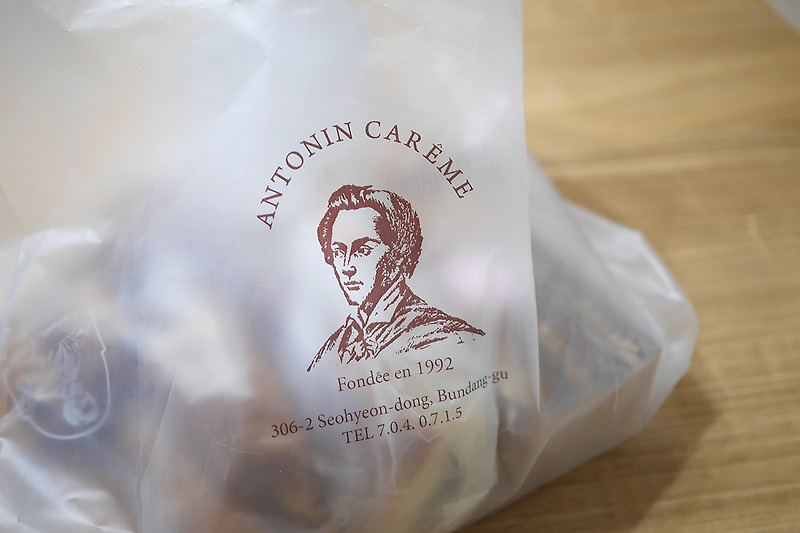 ANTONIN CARÊME
Fondée en 1992
306-2 Seohyeon-dong, Bundang-gu
TEL 7.0.4. 0.7.1.5